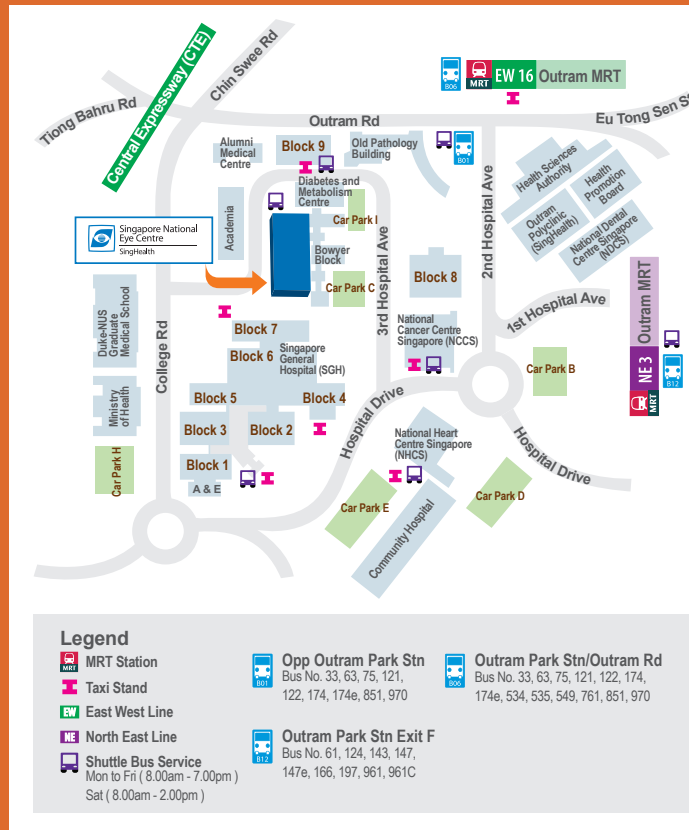 Chin Swee Rd
Central Expressway (CTE)
Tiong Bahru Rd
B06
MRT
EW 16
Outram MRT
Eu Tong Sen St
Outram Rd
Alumni
Medical
Centre
Block 9
Old Pathology
Building
B01
2nd Hospital Ave
Health Sciences
Authority
Health
Promotion
Board
Outram
Polyclinic
(SingHealth)
National Dental
Centre Singapore
(NDCS)
Diabetes and
Metabolism
Centre
Car Park I
Academia
Singapore National
Eye Centre
SingHealth
Bowyer
Block
Car Park C
3rd Hospital Ave
Block 8
Outram MRT
NE 3
MRT
B12
1st Hospital Ave
Duke-NUS
Graduate
Medical School
College Rd
Block 7
Block 6
Singapore
General
Hospital (SGH)
National
Cancer Centre
Singapore (NCCS)
Car Park B
Ministry
of Health
Block 5
Block 4
Hospital Drive
Block 3
Block 2
National Heart
Centre Singapore
(NHCS)
Hospital Drive
Car Park H
Block 1
A & E
Car Park E
Car Park D
Community Hospital
Legend
MRT
MRT Station
Taxi Stand
EW
East West Line
NE
North East Line
Shuttle Bus Service
Mon to Fri ( 8.00am - 7.00pm )
Sat ( 8.00am - 2.00pm )
B01
Opp Outram Park Stn
Bus No. 33, 63, 75, 121,
122, 174, 174e, 851, 970
B12
Outram Park Stn Exit F
Bus No. 61, 124, 143, 147,
147e, 166, 197, 961, 961C
B06
Outram Park Stn/Outram Rd
Bus No. 33, 63, 75, 121, 122, 174,
174e, 534, 535, 549, 761, 851, 970